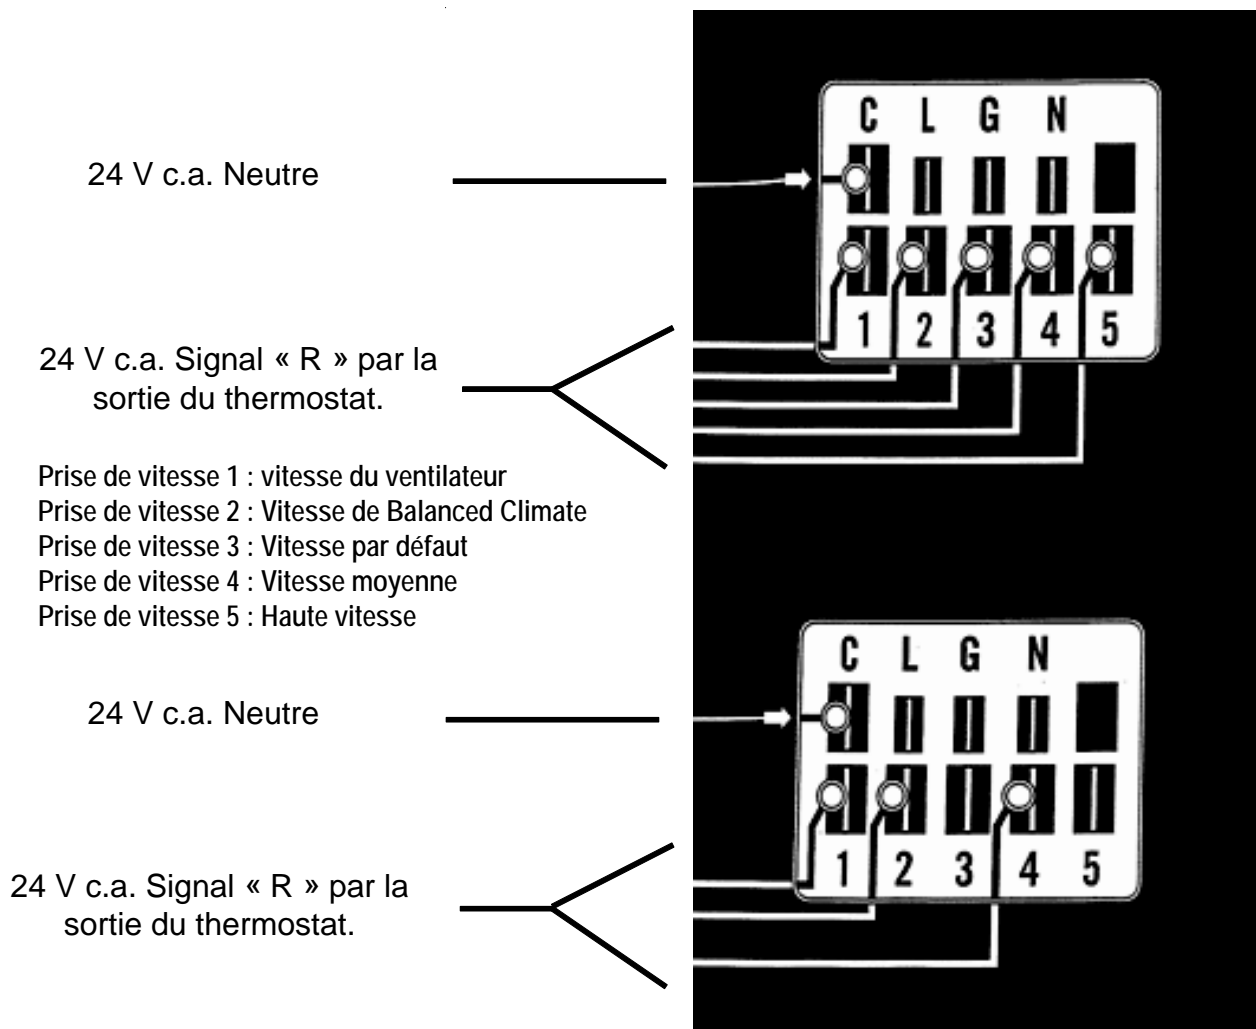 C L G N
24 V c.a. Neutre
1 2 3 4 5
24 V c.a. Signal « R » par la
sortie du thermostat.
Prise de vitesse 1 : vitesse du ventilateur
Prise de vitesse 2 : Vitesse de Balanced Climate
Prise de vitesse 3 : Vitesse par défaut
Prise de vitesse 4 : Vitesse moyenne
Prise de vitesse 5 : Haute vitesse
C L G N
24 V c.a. Neutre
1 2 3 4 5
24 V c.a. Signal « R » par la
sortie du thermostat.